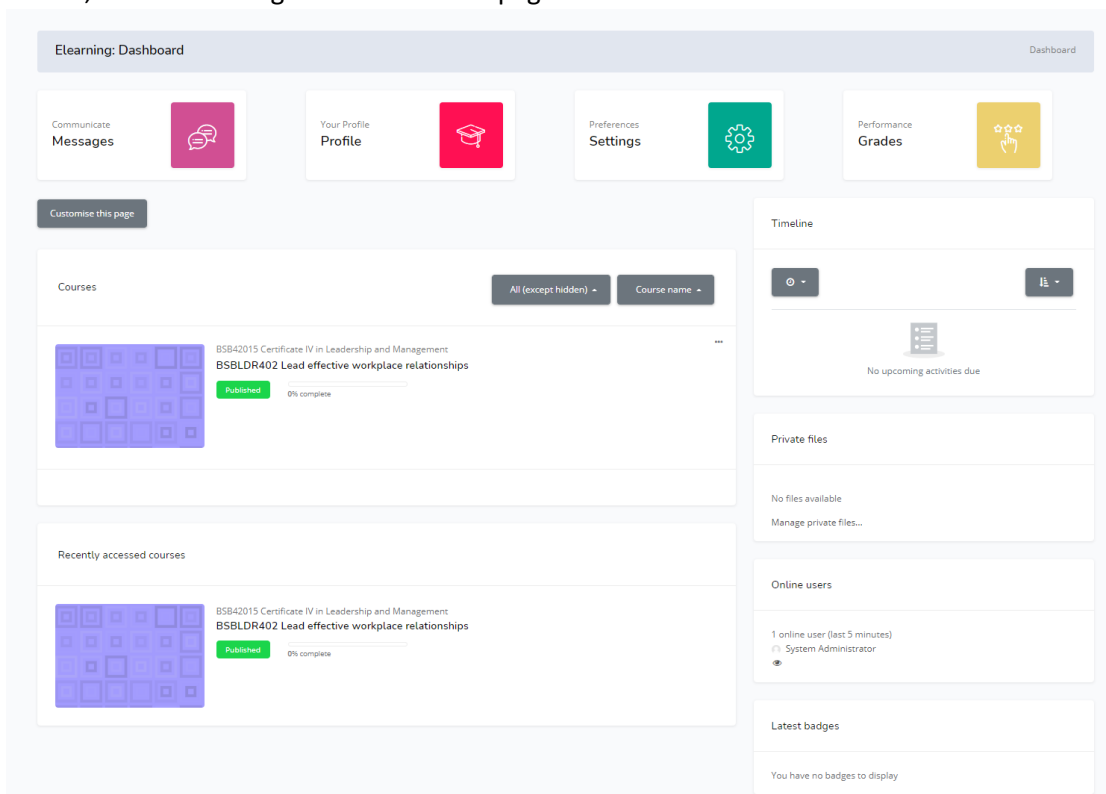 Elearning: Dashboard
Dashboard
Communicate
Messages
Your Profile
Profile
Preferences
Settings
Performance
Grades
Customise this page
Courses
All (except hidden)
Course name
BSB42015 Certificate IV in Leadership and Management
BSBLDR402 Lead effective workplace relationships
Published
0% complete
Recently accessed courses
BSB42015 Certificate IV in Leadership and Management
BSBLDR402 Lead effective workplace relationships
Published
0% complete
Timeline
No upcoming activities due
Private files
No files available
Manage private files...
Online users
1 online user (last 5 minutes)
System Administrator
Latest badges
You have no badges to display